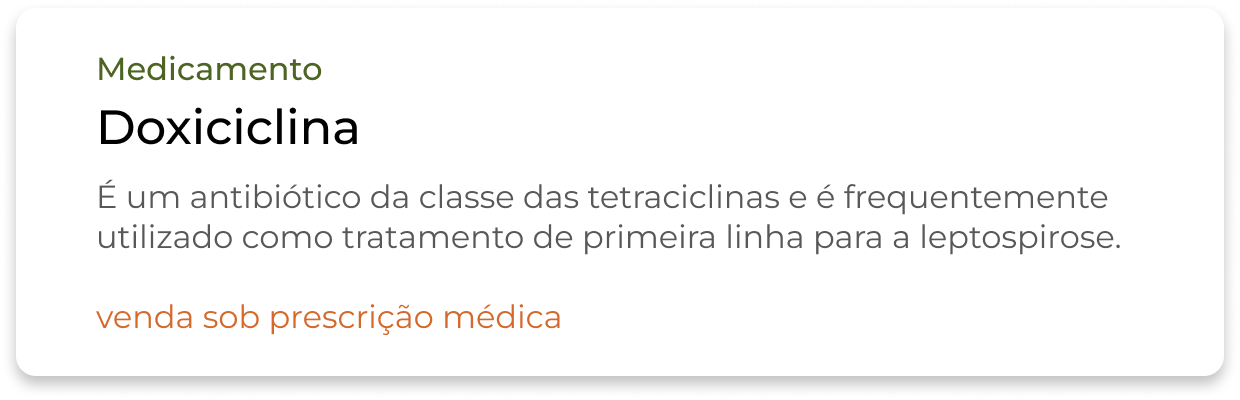 Medicamento
Doxiciclina
É um antibiótico da classe das tetraciclinas e é frequentemente
utilizado como tratamento de primeira linha para a leptospirose.
venda sob prescrição médica